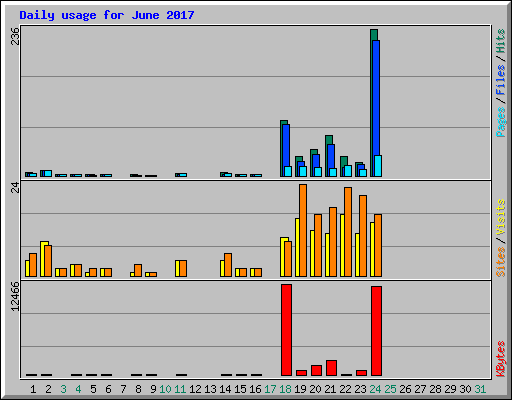 Daily usage for June 2017
236
24
12466
Pages/Files/Hits
Sites/Visits
KBytes
1 2 3 4 5 6 7 8 9 10 11 12 13 14 15 16 17 18 19 20 21 22 23 24 25 26 27 28 29 30 31